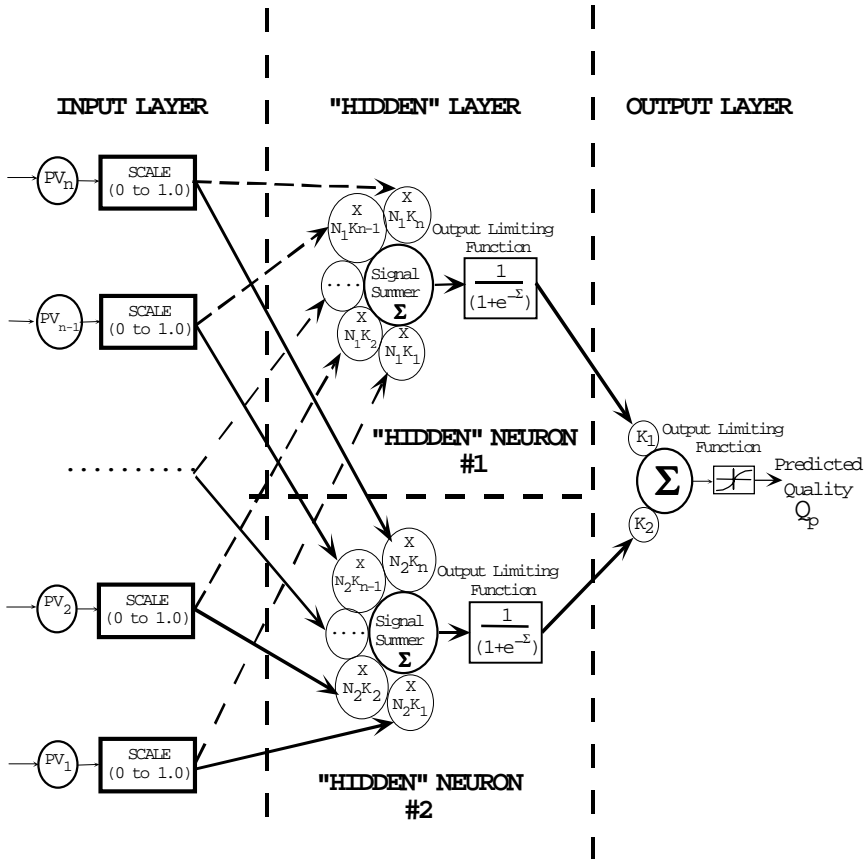 INPUT LAYER
"HIDDEN" LAYER
OUTPUT LAYER
PVn
SCALE
(0 to 1.0)
X
N1Kn-1
X
N1Kn
Output Limiting
Function
Signal
Summer
Σ
....
1
(1+e-Σ)
X
N1K2
X
N1K1
PVn-1
SCALE
(0 to 1.0)
"HIDDEN" NEURON
#1
K1
Output Limiting
Function
Σ
K2
Predicted
Quality
Qp
X
N2Kn-1
X
N2Kn
Output Limiting
Function
Signal
Summer
Σ
....
1
(1+e-Σ)
X
N2K2
X
N2K1
PV2
SCALE
(0 to 1.0)
PV1
SCALE
(0 to 1.0)
"HIDDEN" NEURON
#2